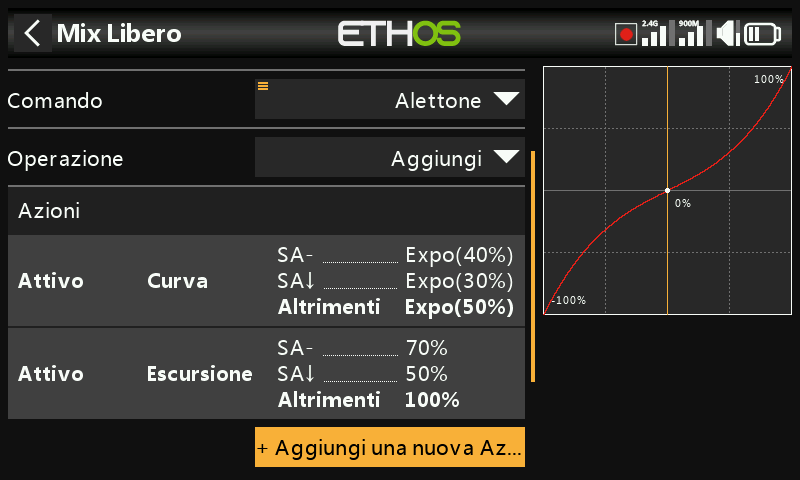 Mix Libero
ETHOS
2.4G
900M
Comando
Alettone
Operazione
Aggiungi
Azioni
Attivo Curva
SA- Expo(40%)
SA↓ Expo(30%)
Altrimenti Expo(50%)
Attivo Escursione
SA- 70%
SA↓ 50%
Altrimenti 100%
+ Aggiungi una nuova Az...
100%
0%
-100%